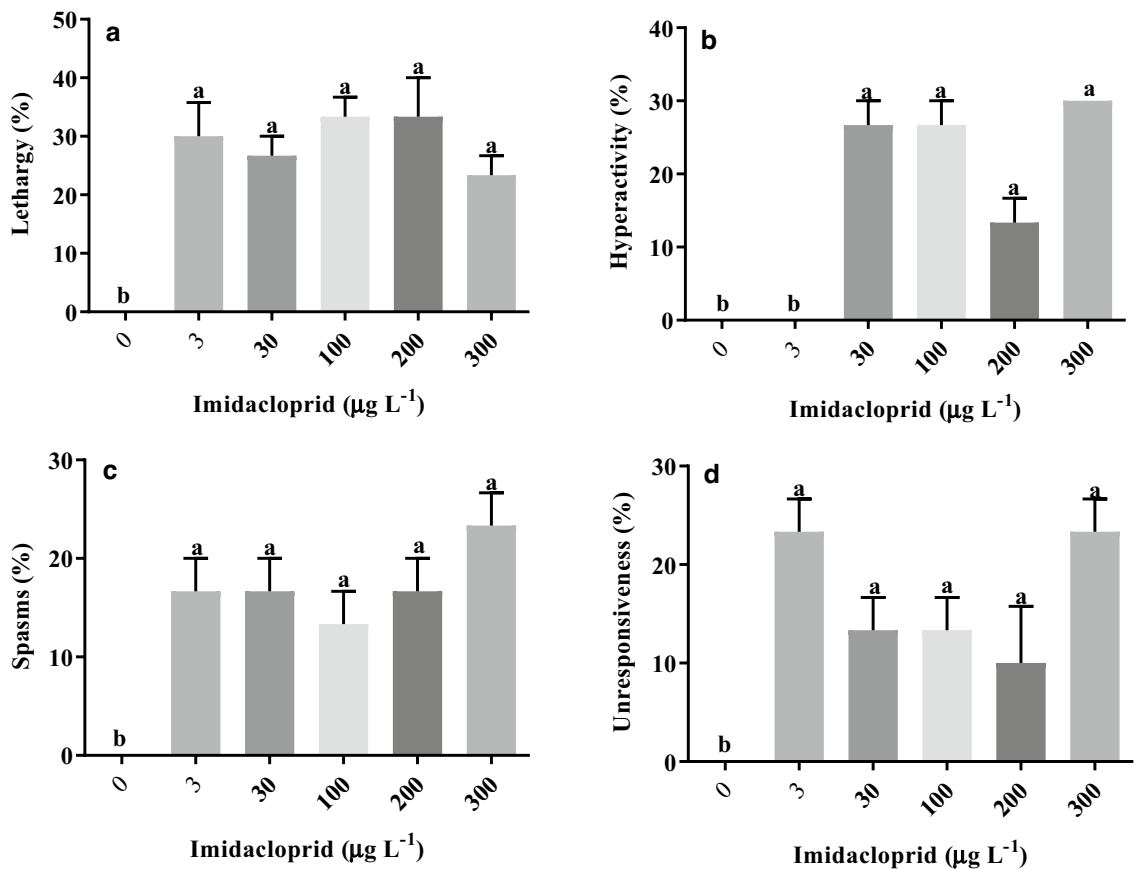 a
Lethargy (%)
50
40
30
20
10
0
b
a
a
a
a
a
0
3
30
100
200
300
Imidacloprid (μg L-1)
b
Hyperactivity (%)
40
30
20
10
0
b
b
a
a
a
a
0
3
30
100
200
300
Imidacloprid (μg L-1)
c
Spasms (%)
30
20
10
0
b
a
a
a
a
a
0
3
30
100
200
300
Imidacloprid (μg L-1)
d
Unresponsiveness (%)
30
20
10
0
b
a
a
a
a
a
0
3
30
100
200
300
Imidacloprid (μg L-1)